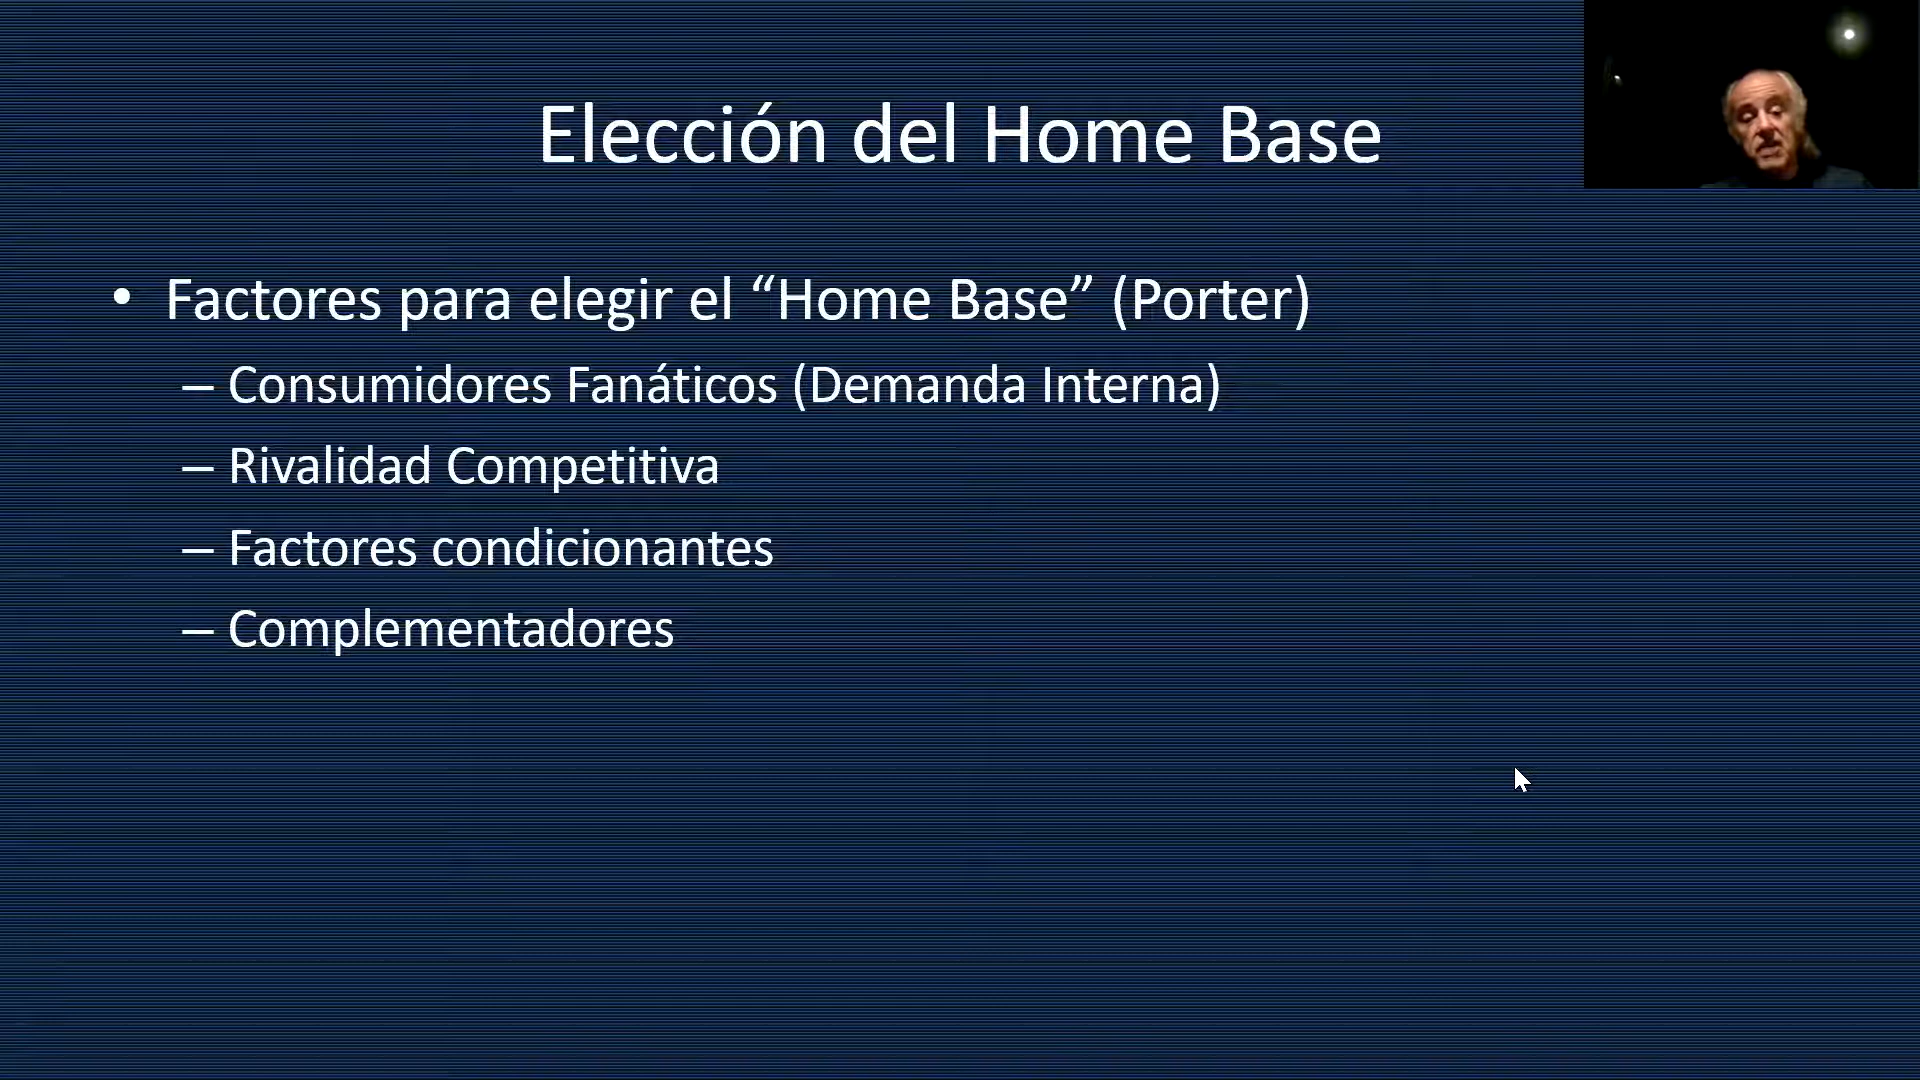 Elección del Home Base
• Factores para elegir el “Home Base” (Porter)
– Consumidores Fanáticos (Demanda Interna)
– Rivalidad Competitiva
– Factores condicionantes
– Complementadores